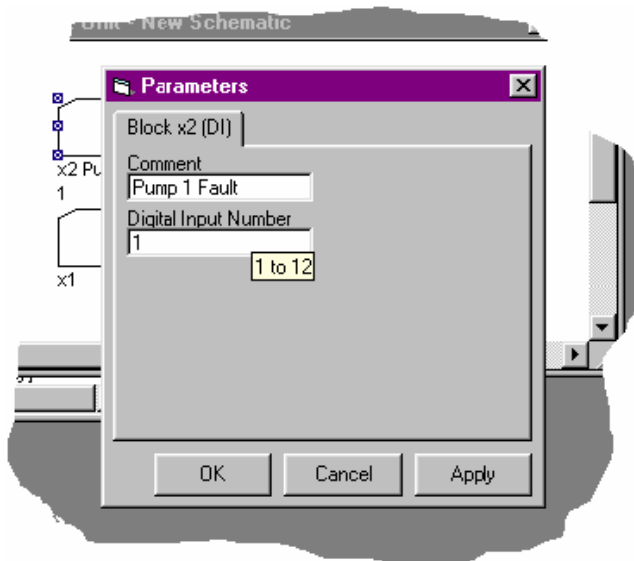 Unit - New Schematic
Parameters
Block x2 (DI)
x2 Pu
1
x1
Comment
Pump 1 Fault
Digital Input Number
1
1 to 12
OK
Cancel
Apply